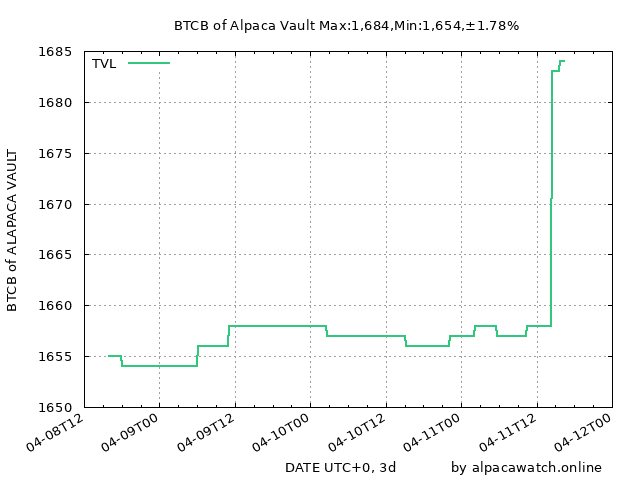 BTCB of Alpaca Vault Max:1,684,Min:1,654,±1.78%
TVL
1685
1680
1675
1670
1665
1660
1655
1650
BTCB of ALAPACA VAULT
04-08T12
04-09T00
04-09T12
04-10T00
04-10T12
04-11T00
04-11T12
04-12T00
DATE UTC+0, 3d
by alpacawatch.online